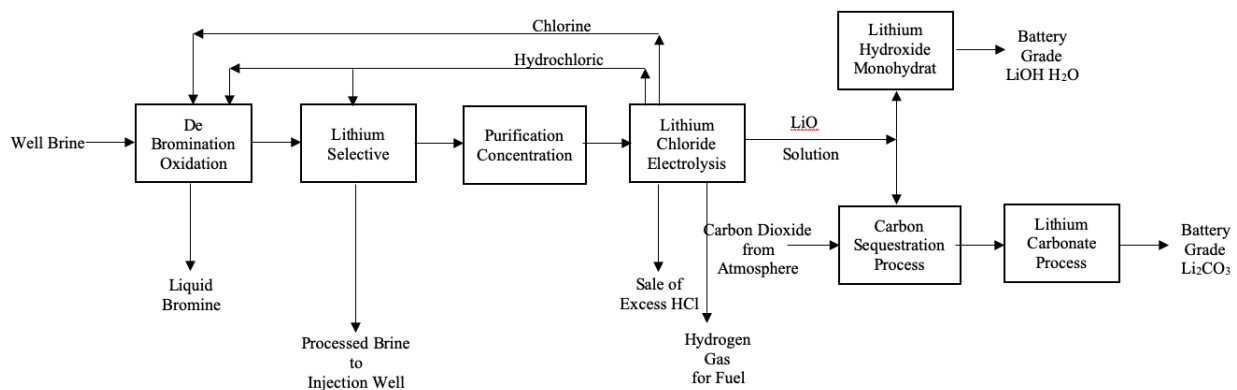 Chlorine
Hydrochloric
Well Brine
De
Bromination
Oxidation
Lithium
Selective
Purification
Concentration
Lithium
Chloride
Electrolysis
LiO
Solution
Lithium
Hydroxide
Monohydrat
Battery
Grade
LiOH H2O
Carbon Dioxide
from
Atmosphere
Carbon
Sequestration
Process
Lithium
Carbonate
Process
Battery
Grade
Li₂CO₃
Liquid
Bromine
Processed Brine
to
Injection Well
Sale of
Excess HCl
Hydrogen
Gas
for Fuel